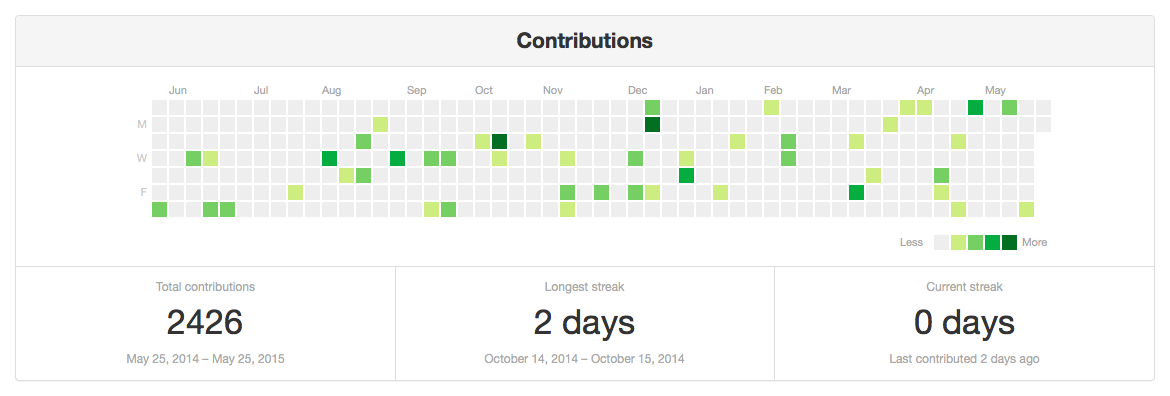 Contributions
Jun Jul Aug Sep Oct Nov Dec Jan Feb Mar Apr May
M
W
F
Less More
Total contributions
2426
May 25, 2014 – May 25, 2015
Longest streak
2 days
October 14, 2014 – October 15, 2014
Current streak
0 days
Last contributed 2 days ago